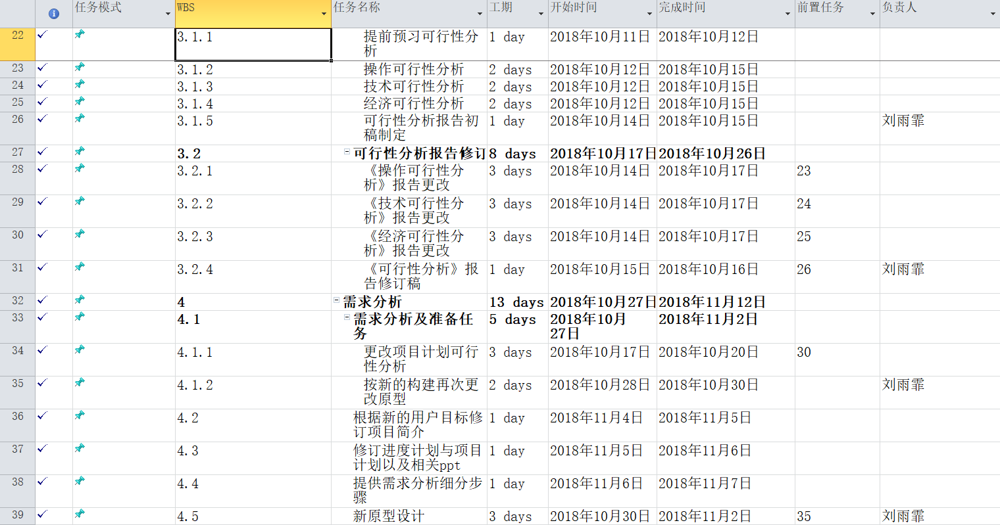 任务模式 WBS 任务名称 工期 开始时间 完成时间 前置任务 负责人
22 3.1.1 提前预习可行性分 1 day 2018年10月11日 2018年10月12日
析
23 3.1.2 操作可行性分析 2 days 2018年10月12日 2018年10月15日
24 3.1.3 技术可行性分析 2 days 2018年10月12日 2018年10月15日
25 3.1.4 经济可行性分析 2 days 2018年10月12日 2018年10月15日
26 3.1.5 可行性分析报告初 1 day 2018年10月14日 2018年10月15日 刘雨霏
稿制定
27 3.2 可行性分析报告修订 8 days 2018年10月17日 2018年10月26日
28 3.2.1 《操作可行性分 3 days 2018年10月14日 2018年10月17日 23
析》报告更改
29 3.2.2 《技术可行性分 3 days 2018年10月14日 2018年10月17日 24
析》报告更改
30 3.2.3 《经济可行性分 3 days 2018年10月14日 2018年10月17日 25
析》报告更改
31 3.2.4 《可行性分析》报 1 day 2018年10月15日 2018年10月16日 26 刘雨霏
告修订稿
32 4 需求分析 13 days 2018年10月27日 2018年11月12日
33 4.1 需求分析及准备任 5 days 2018年10月 2018年11月2日
务 27日
34 4.1.1 更改项目计划可行 3 days 2018年10月17日 2018年10月20日 30
性分析
35 4.1.2 按新的构建再次更 2 days 2018年10月28日 2018年10月30日 刘雨霏
改原型
36 4.2 根据新的用户目标修 1 day 2018年11月4日 2018年11月5日
订项目简介
37 4.3 修订进度计划与项目 1 day 2018年11月5日 2018年11月6日
计划以及相关ppt
38 4.4 提供需求分析细分步 1 day 2018年11月6日 2018年11月7日
骤
39 4.5 新原型设计 3 days 2018年10月30日 2018年11月2日 35 刘雨霏